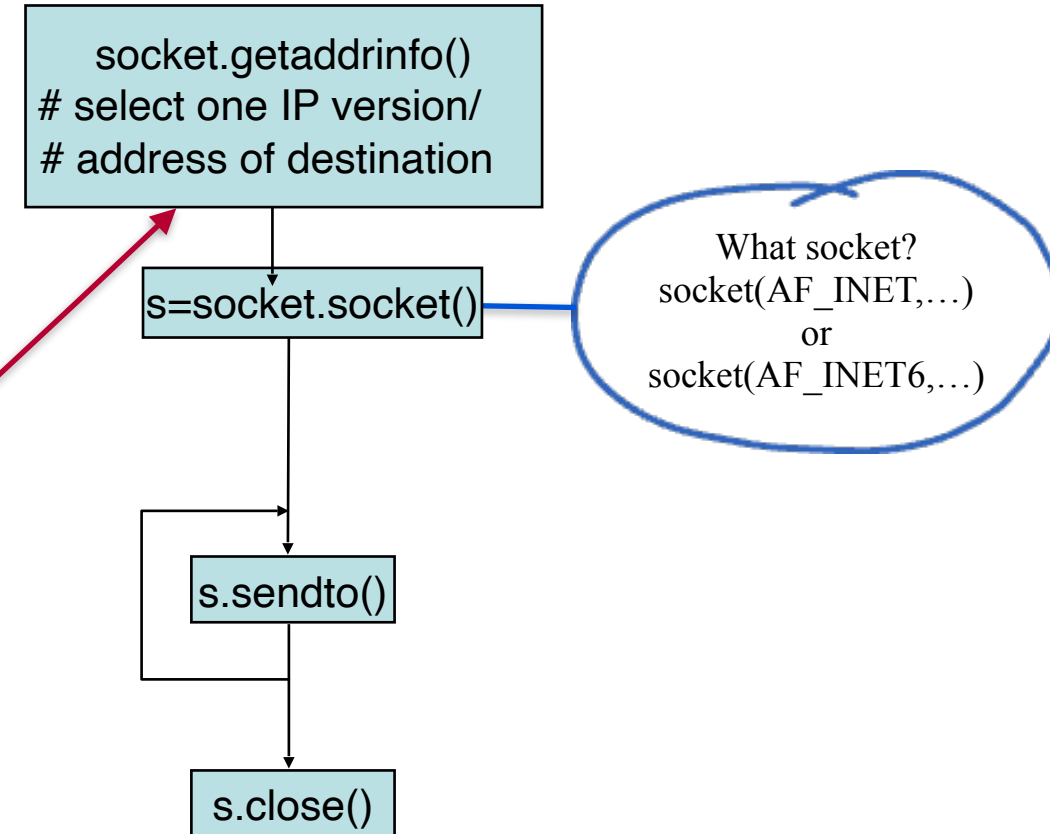 socket.getaddrinfo()
# select one IP version/
# address of destination
s=socket.socket()
What socket?
socket(AF_INET,…)
or
socket(AF_INET6,…)
s.sendto()
s.close()